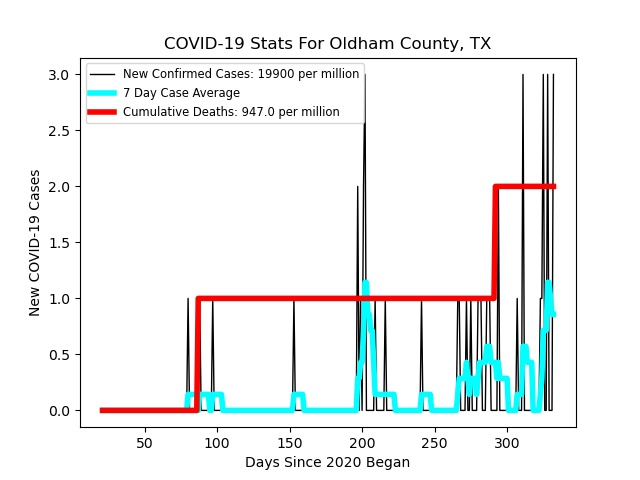 COVID-19 Stats For Oldham County, TX
New Confirmed Cases: 19900 per million
7 Day Case Average
Cumulative Deaths: 947.0 per million
New COVID-19 Cases
3.0
2.5
2.0
1.5
1.0
0.5
0.0
50 100 150 200 250 300
Days Since 2020 Began